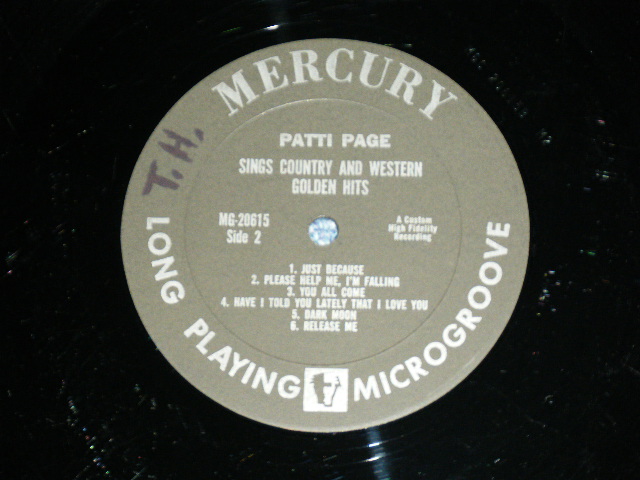 MERCURY
T.H.
PATTI PAGE
SINGS COUNTRY AND WESTERN
GOLDEN HITS
MG-20615
Side 2
A Custom
High Fidelity
Recording
1. JUST BECAUSE
2. PLEASE HELP ME, I'M FALLING
3. YOU ALL COME
4. HAVE I TOLD YOU LATELY THAT I LOVE YOU
5. DARK MOON
6. RELEASE ME
LONG PLAYING MICROGROOVE